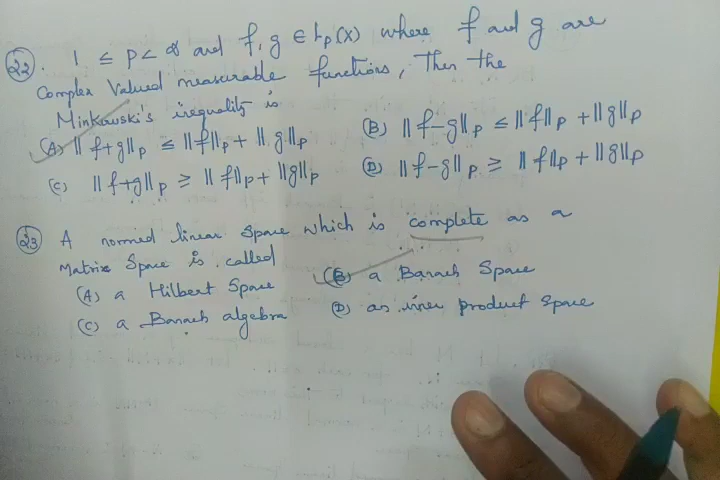 22. 1 ≤ p < ∞ and f, g ∈ Lp(X) where f and g are
Complex Valued measurable functions, Then the
Minkowski's inequality is
(A) ||f+g||p ≤ ||f||p + ||g||p (B) ||f-g||p ≤ ||f||p + ||g||p
(C) ||f+g||p ≥ ||f||p + ||g||p (D) ||f-g||p ≥ ||f||p + ||g||p
23 A normed linear Space which is complete as a
Matrix Space is called
(A) a Hilbert Space (B) a Banach Space
(C) a Banach algebra (D) as inner product space